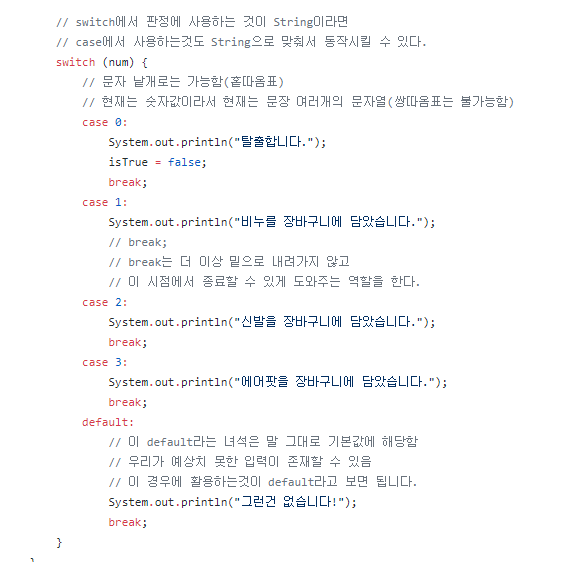 // switch에서 판정에 사용하는 것이 String이라면
// case에서 사용하는것도 String으로 맞춰서 동작시킬 수 있다.
switch (num) {
// 문자 낱개로는 가능함(홑따옴표)
// 현재는 숫자값이라서 현재는 문장 여러개의 문자열(쌍따옴표는 불가능함)
case 0:
System.out.println("탈출합니다.");
isTrue = false;
break;
case 1:
System.out.println("비누를 장바구니에 담았습니다.");
// break;
// break는 더 이상 밑으로 내려가지 않고
// 이 시점에서 종료할 수 있게 도와주는 역할을 한다.
case 2:
System.out.println("신발을 장바구니에 담았습니다.");
break;
case 3:
System.out.println("에어팟을 장바구니에 담았습니다.");
break;
default:
// 이 default라는 녀석은 말 그대로 기본값에 해당함
// 우리가 예상치 못한 입력이 존재할 수 있음
// 이 경우에 활용하는것이 default라고 보면 됩니다.
System.out.println("그런건 없습니다!");
break;
}